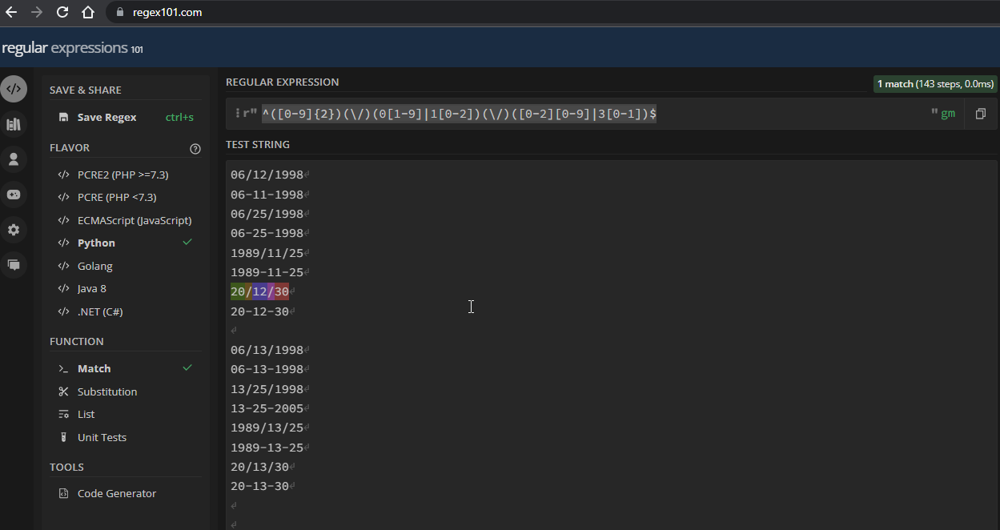 regex101.com
regular expressions 101
SAVE & SHARE
Save Regex ctrl+s
FLAVOR
</> PCRE2 (PHP >=7.3)
</> PCRE (PHP <7.3)
</> ECMAScript (JavaScript)
</> Python
</> Golang
</> Java 8
</> .NET (C#)
FUNCTION
Match
Substitution
List
Unit Tests
TOOLS
Code Generator
REGULAR EXPRESSION
1 match (143 steps, 0.0ms)
r" ^([0-9]{2})(\/)(0[1-9]|1[0-2])(\/)([0-2][0-9]|3[0-1])$ " gm
TEST STRING
06/12/1998
06-11-1998
06/25/1998
06-25-1998
1989/11/25
1989-11-25
20/12/30
20-12-30
06/13/1998
06-13-1998
13/25/1998
13-25-2005
1989/13/25
1989-13-25
20/13/30
20-13-30